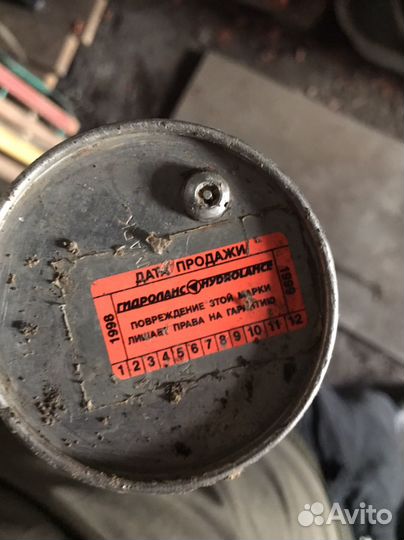 ДАТА ПРОДАЖИ
1998
ГИДРОЛАНС HYDROLANCE
1999
ПОВРЕЖДЕНИЕ ЭТОЙ МАРКИ
ЛИШАЕТ ПРАВА НА ГАРАНТИЮ
1 2 3 4 5 6 7 8 9 10 11 12
Avito